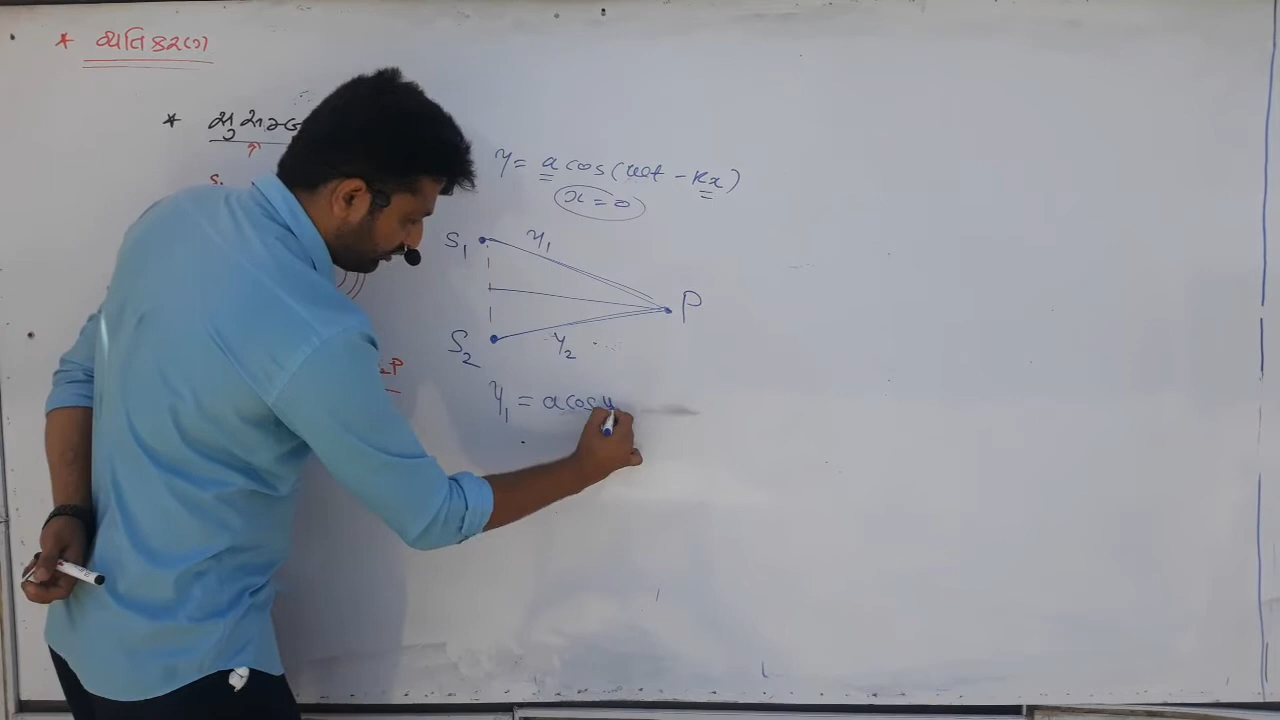 * વ્યતિકરણ
*
y = a cos(ωt - kx)
x = 0
S₁ y₁
P
S₂ y₂
P
y₁ = a cos